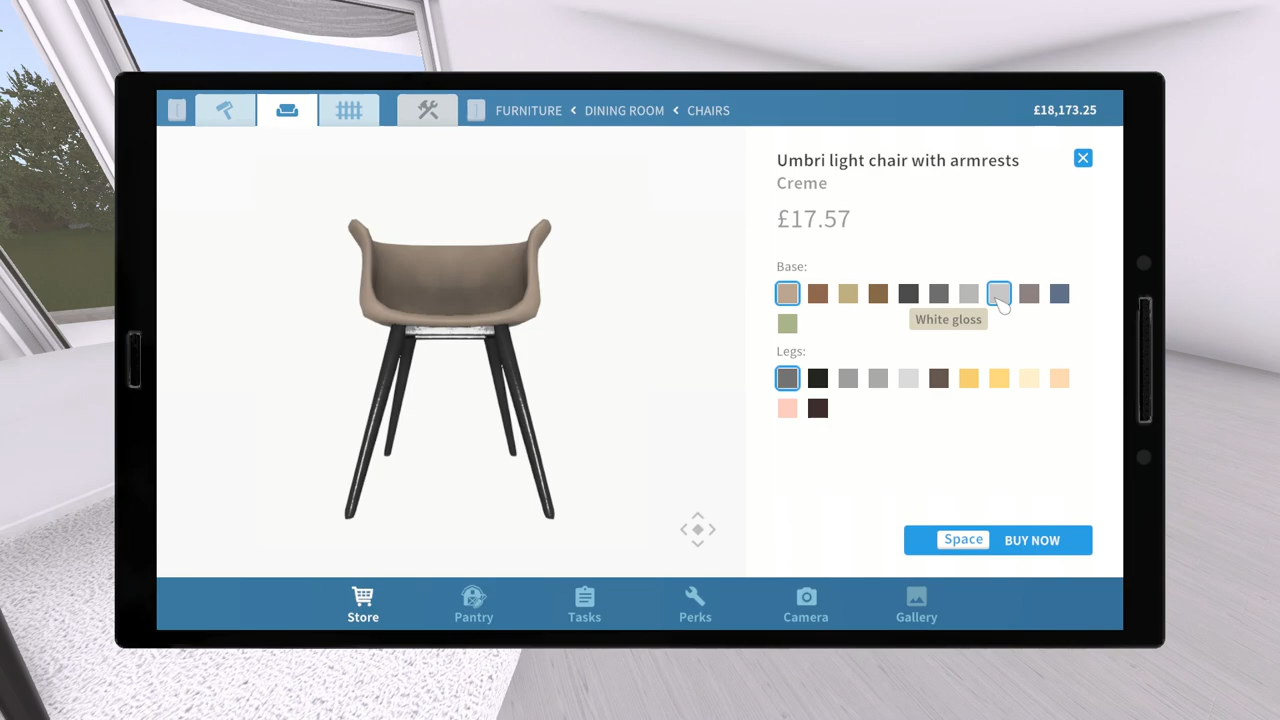 FURNITURE < DINING ROOM < CHAIRS
£18,173.25
Umbri light chair with armrests
Creme
£17.57
Base:
White gloss
Legs:
Space BUY NOW
Store
Pantry
Tasks
Perks
Camera
Gallery